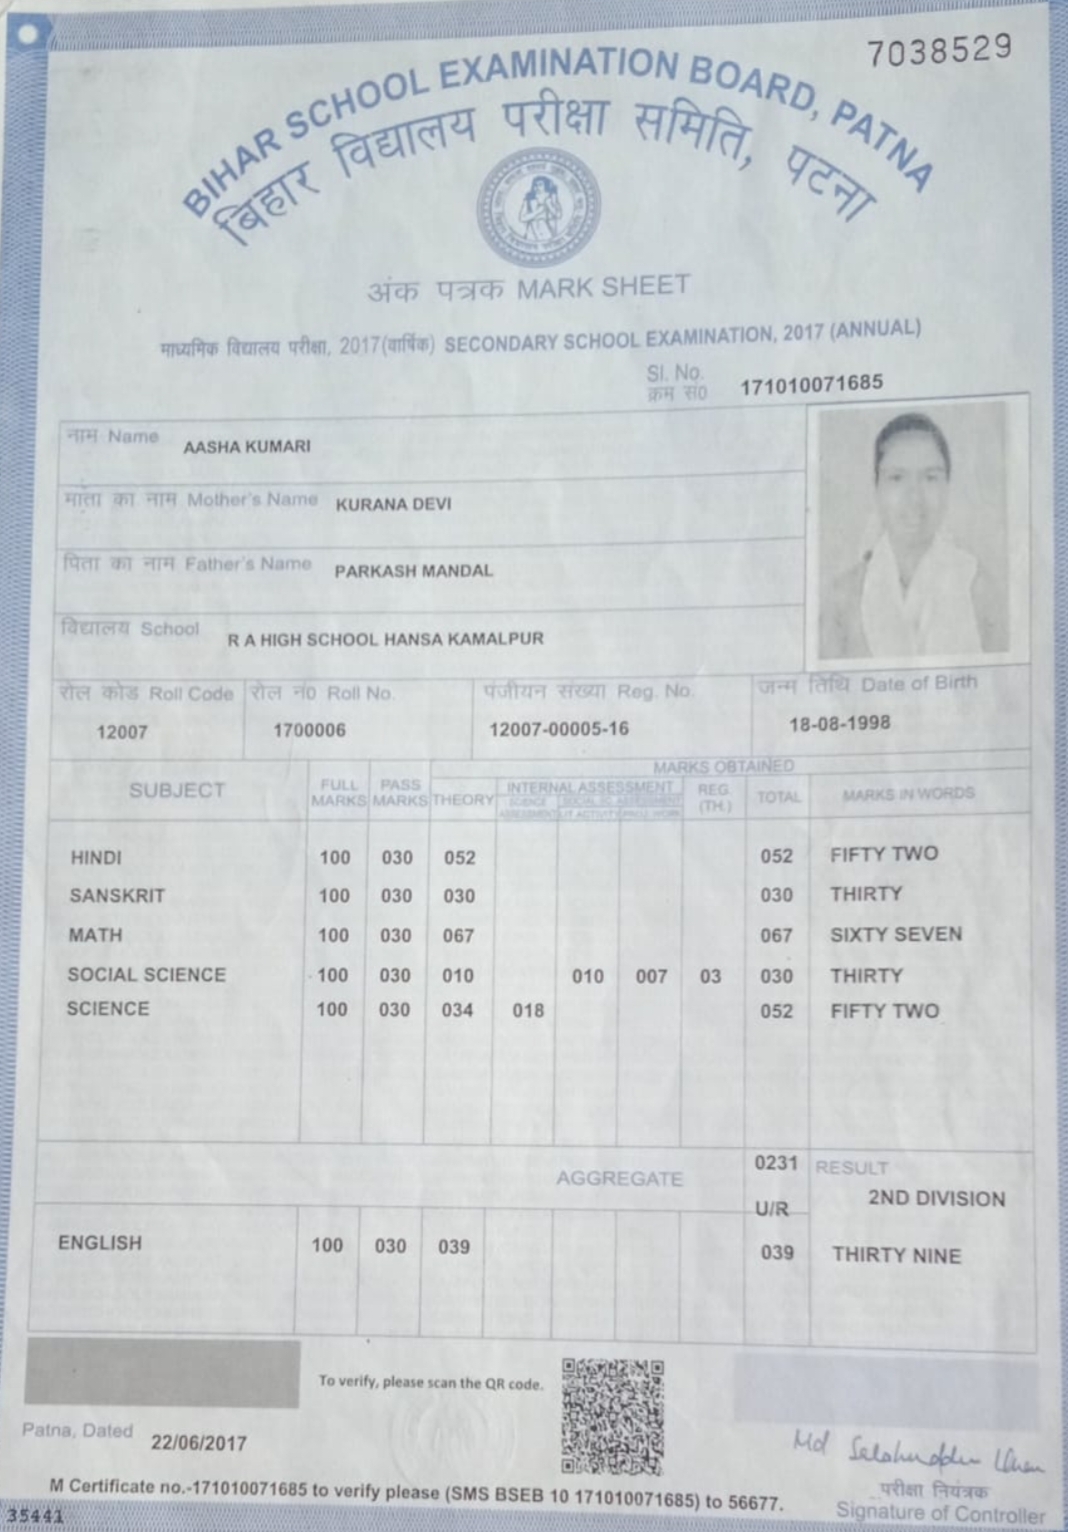 7038529
BIHAR SCHOOL EXAMINATION BOARD, PATNA
बिहार विद्यालय परीक्षा समिति, पटना
अंक पत्रक MARK SHEET
माध्यमिक विद्यालय परीक्षा, 2017(वार्षिक) SECONDARY SCHOOL EXAMINATION, 2017 (ANNUAL)
Sl. No.
क्रम सं0 171010071685
नाम Name AASHA KUMARI
माता का नाम Mother's Name KURANA DEVI
पिता का नाम Father's Name PARKASH MANDAL
विद्यालय School R A HIGH SCHOOL HANSA KAMALPUR
रोल कोड Roll Code रोल नं0 Roll No. पंजीयन संख्या Reg. No. जन्म तिथि Date of Birth
12007 1700006 12007-00005-16 18-08-1998
MARKS OBTAINED
SUBJECT FULL MARKS PASS MARKS THEORY INTERNAL ASSESSMENT REG. (TH.) TOTAL MARKS IN WORDS
SCIENCE SOCIAL SC. ASSESSMENT
HINDI 100 030 052 052 FIFTY TWO
SANSKRIT 100 030 030 030 THIRTY
MATH 100 030 067 067 SIXTY SEVEN
SOCIAL SCIENCE 100 030 010 010 007 03 030 THIRTY
SCIENCE 100 030 034 018 052 FIFTY TWO
AGGREGATE 0231 RESULT
U/R 2ND DIVISION
ENGLISH 100 030 039 039 THIRTY NINE
To verify, please scan the QR code.
Patna, Dated 22/06/2017
Md Salahuddin Khan
परीक्षा नियंत्रक
Signature of Controller
M Certificate no.-171010071685 to verify please (SMS BSEB 10 171010071685) to 56677.
35441